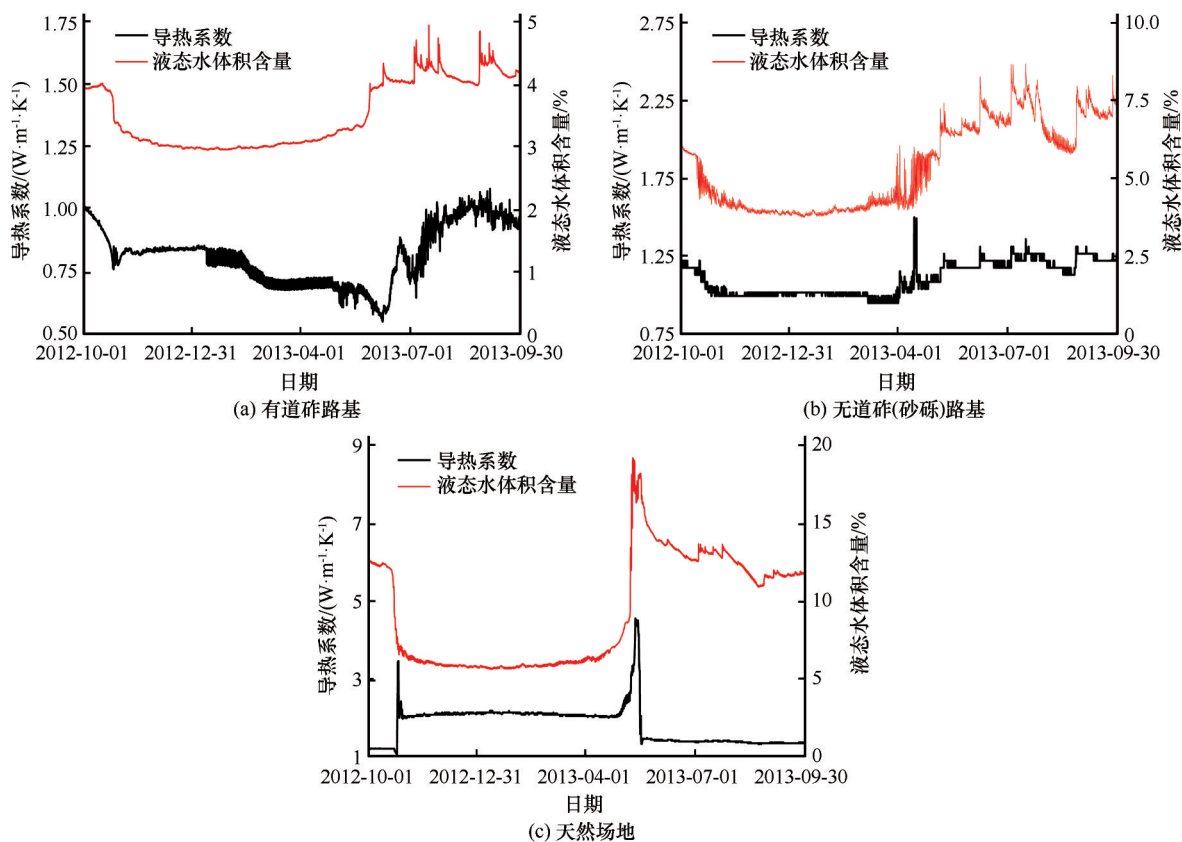 导热系数
液态水体积含量
导热系数/(W·m⁻¹·K⁻¹)
1.75
1.50
1.25
1.00
0.75
0.50
液态水体积含量/%
5
4
3
2
1
0
2012-10-01 2012-12-31 2013-04-01 2013-07-01 2013-09-30
日期
(a) 有道砟路基
导热系数
液态水体积含量
导热系数/(W·m⁻¹·K⁻¹)
2.75
2.25
1.75
1.25
0.75
液态水体积含量/%
10.0
7.5
5.0
2.5
0
2012-10-01 2012-12-31 2013-04-01 2013-07-01 2013-09-30
日期
(b) 无道砟(砂砾)路基
导热系数
液态水体积含量
导热系数/(W·m⁻¹·K⁻¹)
9
7
5
3
1
液态水体积含量/%
20
15
10
5
0
2012-10-01 2012-12-31 2013-04-01 2013-07-01 2013-09-30
日期
(c) 天然场地